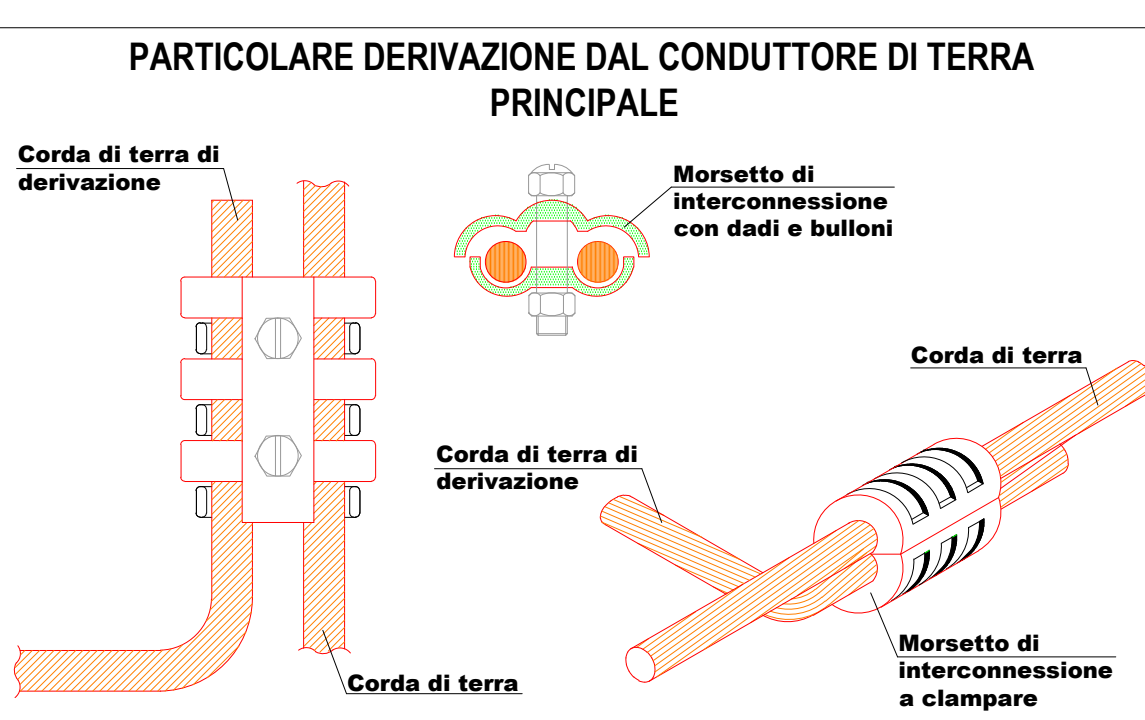 PARTICOLARE DERIVAZIONE DAL CONDUTTORE DI TERRA
PRINCIPALE
Corda di terra di
derivazione
Morsetto di
interconnessione
con dadi e bulloni
Corda di terra
Corda di terra di
derivazione
Morsetto di
interconnessione
a clampare
Corda di terra